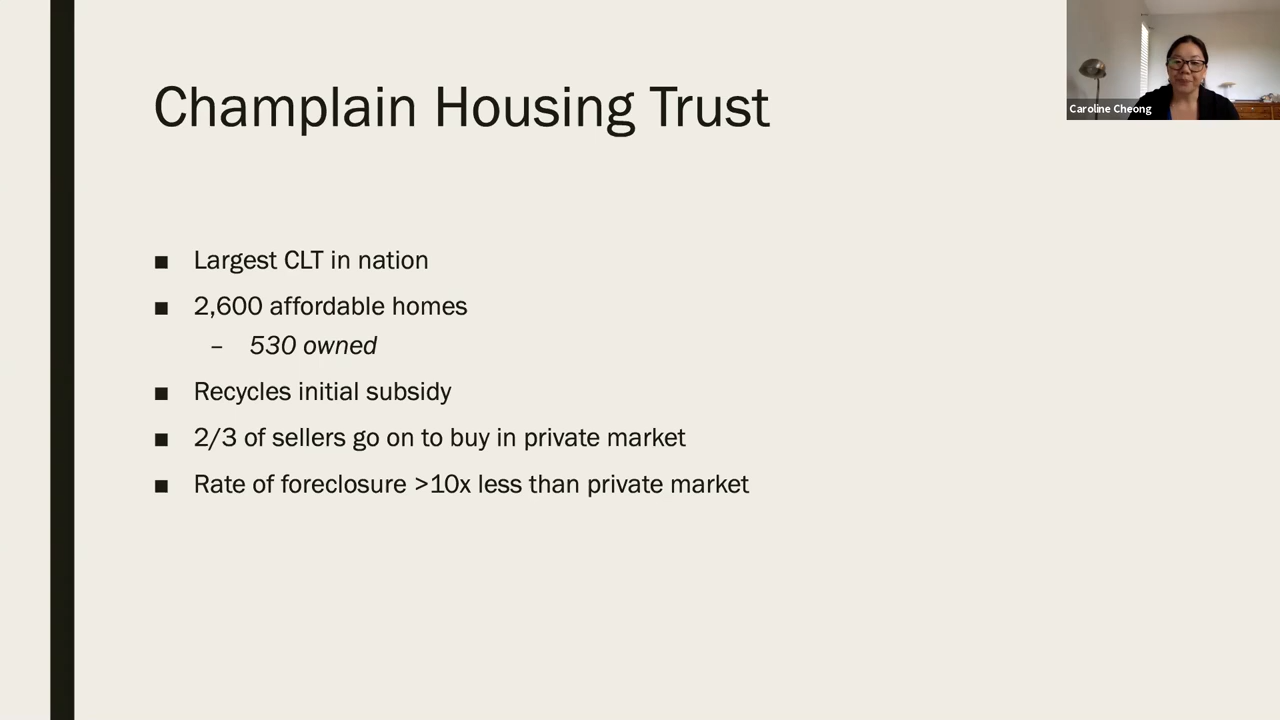 Champlain Housing Trust
Caroline Cheong
■ Largest CLT in nation
■ 2,600 affordable homes
– 530 owned
■ Recycles initial subsidy
■ 2/3 of sellers go on to buy in private market
■ Rate of foreclosure >10x less than private market